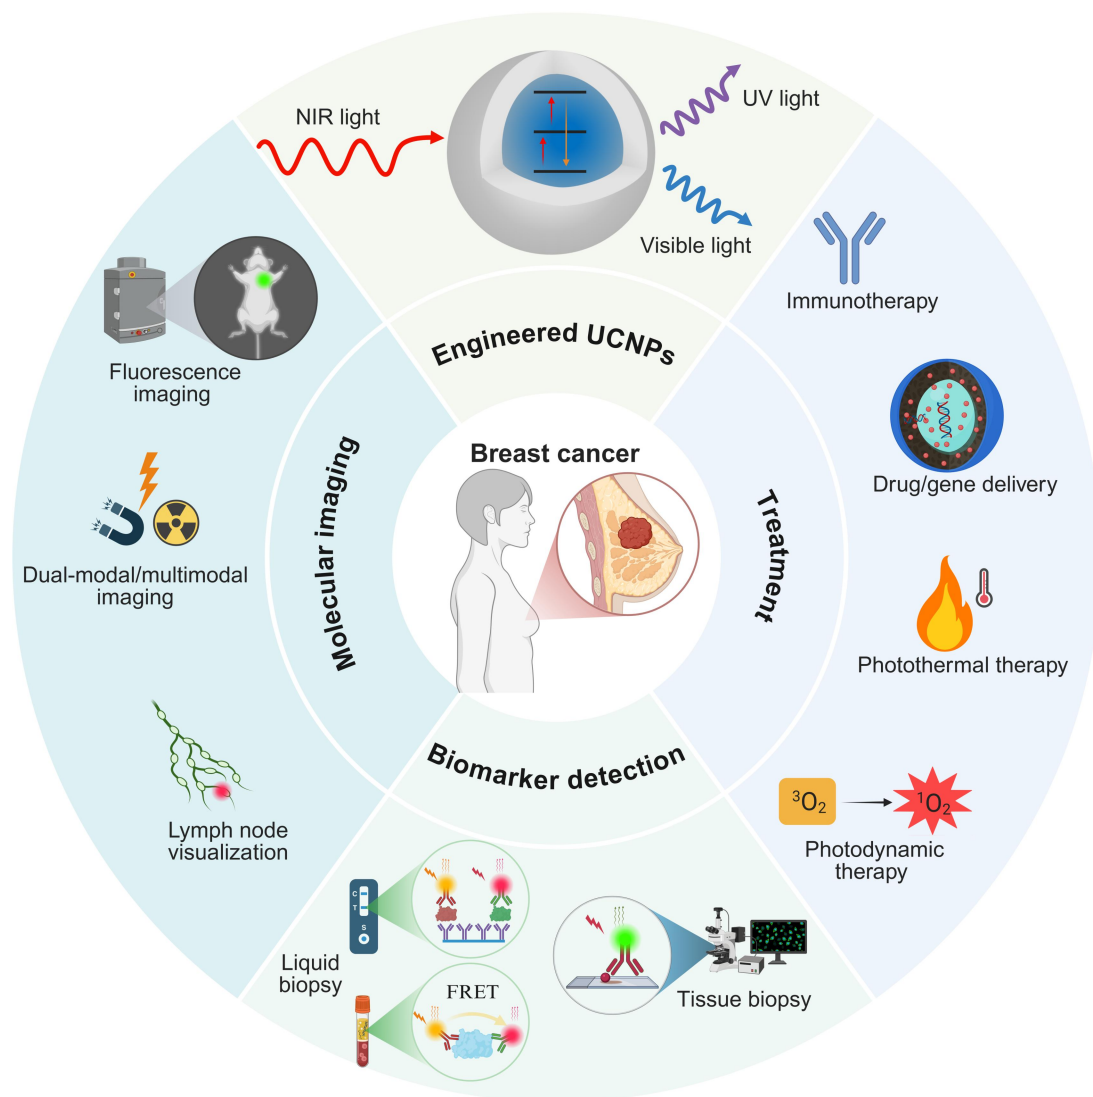 NIR light
UV light
Visible light
Engineered UCNPs
Immunotherapy
Drug/gene delivery
Treatment
Photothermal therapy
³O₂
¹O₂
Photodynamic
therapy
Breast cancer
Molecular imaging
Fluorescence
imaging
Dual-modal/multimodal
imaging
Lymph node
visualization
Biomarker detection
C
T
S
Liquid
biopsy
FRET
Tissue biopsy